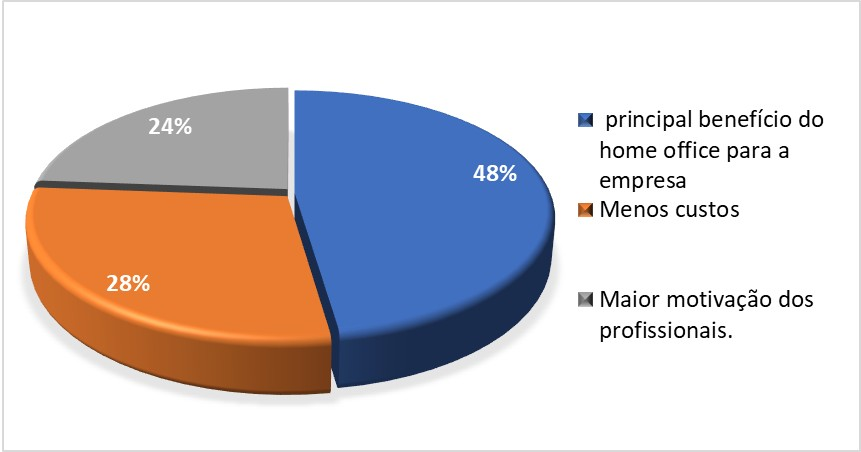 24%
48%
28%
principal benefício do
home office para a
empresa
Menos custos
Maior motivação dos
profissionais.